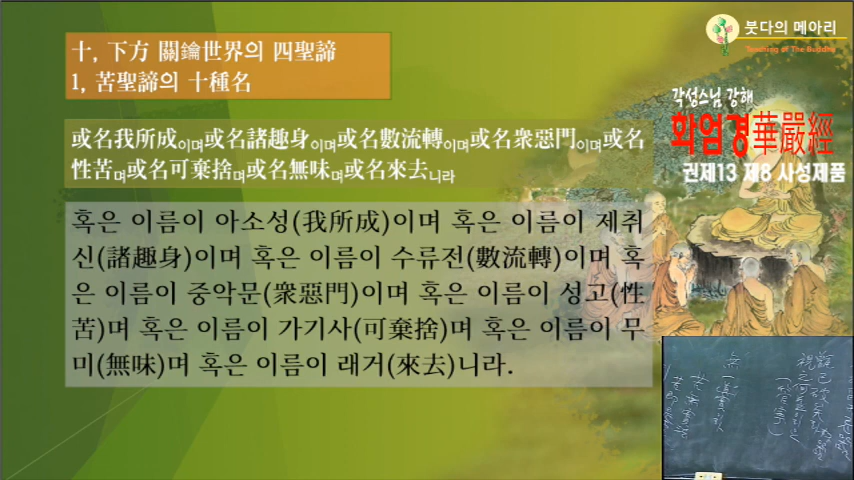 十, 下方 關鑰世界의 四聖諦
1, 苦聖諦의 十種名
或名我所成이며或名諸趣身이며或名數流轉이며或名衆惡門이며或名
性苦며或名可棄捨며或名無味며或名來去니라
혹은 이름이 아소성(我所成)이며 혹은 이름이 제취
신(諸趣身)이며 혹은 이름이 수류전(數流轉)이며 혹
은 이름이 중악문(衆惡門)이며 혹은 이름이 성고(性
苦)며 혹은 이름이 가기사(可棄捨)며 혹은 이름이 무
미(無味)며 혹은 이름이 래거(來去)니라.
붓다의 메아리
Teaching of The Buddha
각성스님 강해
화엄경華嚴經
권제13 제8 사성제품